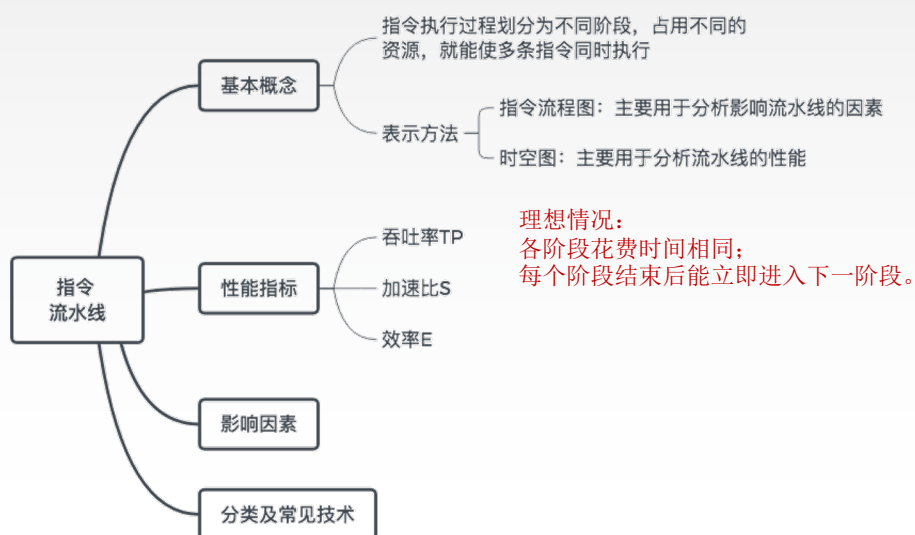 指令执行过程划分为不同阶段，占用不同的
资源，就能使多条指令同时执行
基本概念
表示方法
指令流程图：主要用于分析影响流水线的因素
时空图：主要用于分析流水线的性能
理想情况：
各阶段花费时间相同；
每个阶段结束后能立即进入下一阶段。
指令
流水线
性能指标
吞吐率TP
加速比S
效率E
影响因素
分类及常见技术